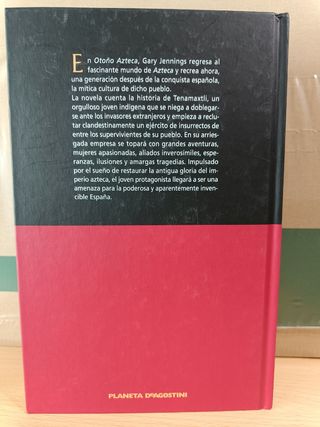 En Otoño Azteca, Gary Jennings regresa al
fascinante mundo de Azteca y recrea ahora,
una generación después de la conquista española,
la mítica cultura de dicho pueblo.
La novela cuenta la historia de Tenamaxtli, un
orgulloso joven indígena que se niega a doblegar-
se ante los invasores extranjeros y empieza a reclu-
tar clandestinamente un ejército de insurrectos de
entre los supervivientes de su pueblo. En su arries-
gada empresa se topará con grandes aventuras,
mujeres apasionadas, aliados inverosímiles, espe-
ranzas, ilusiones y amargas tragedias. Impulsado
por el sueño de restaurar la antigua gloria del im-
perio azteca, el joven protagonista llegará a ser una
amenaza para la poderosa y aparentemente inven-
cible España.
PLANETA DEAGOSTINI